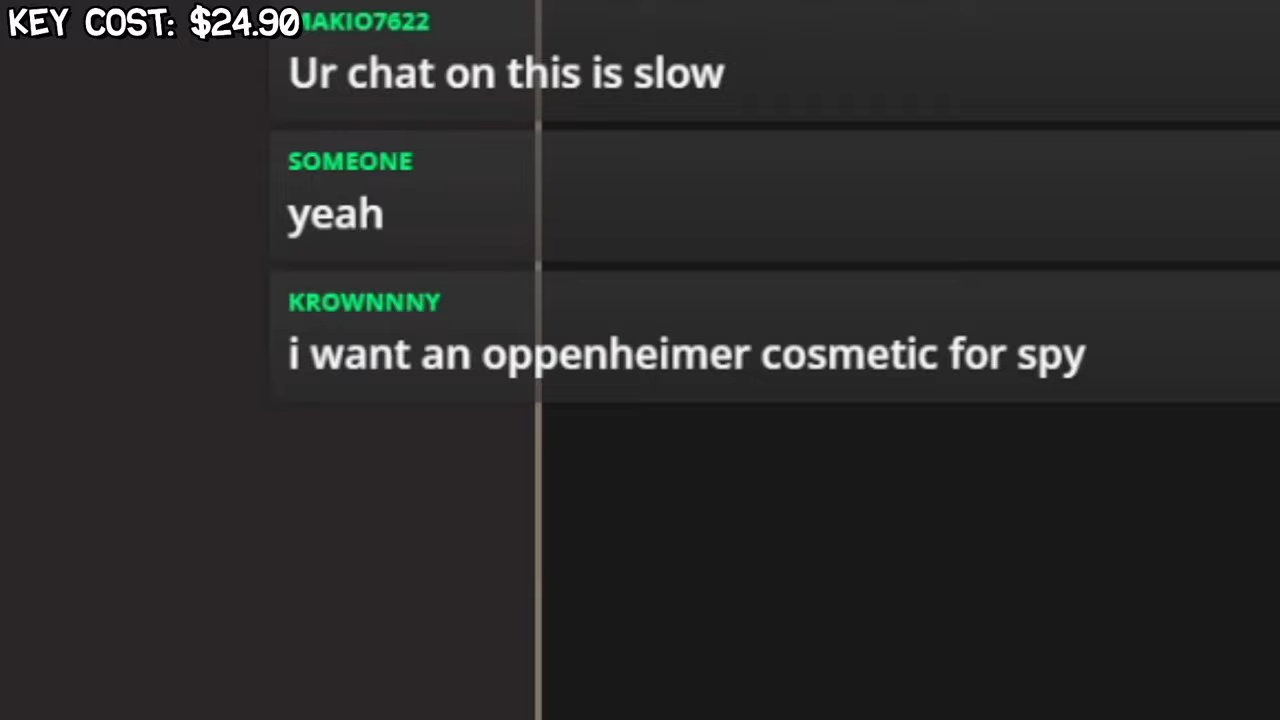 KEY COST: $24.90
MAKIO7622
Ur chat on this is slow
SOMEONE
yeah
KROWNNNY
i want an oppenheimer cosmetic for spy